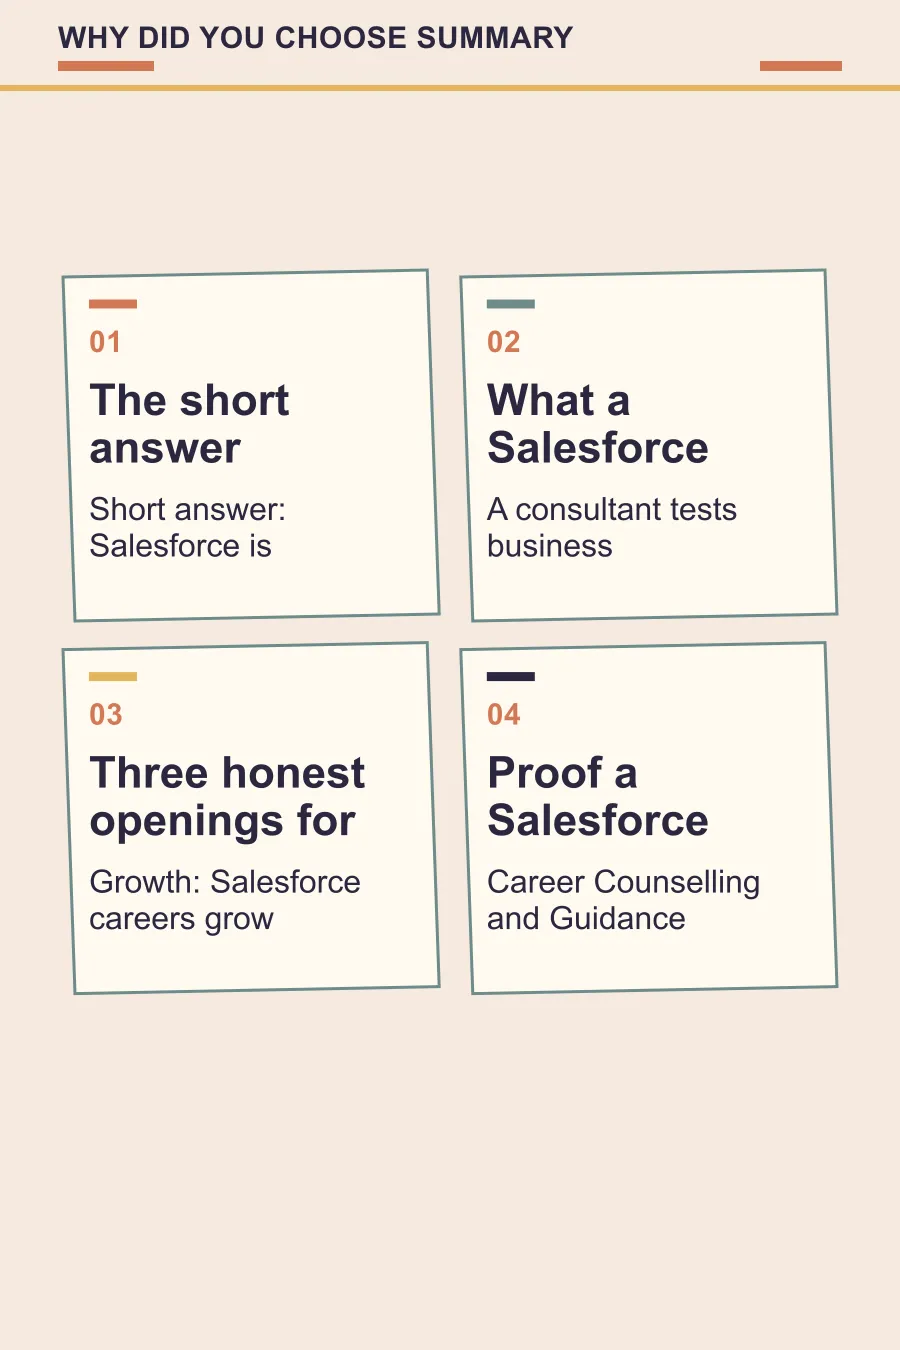 WHY DID YOU CHOOSE SUMMARY
01
The short
answer
Short answer:
Salesforce is
02
What a
Salesforce
A consultant tests
business
03
Three honest
openings for
Growth: Salesforce
careers grow
04
Proof a
Salesforce
Career Counselling
and Guidance